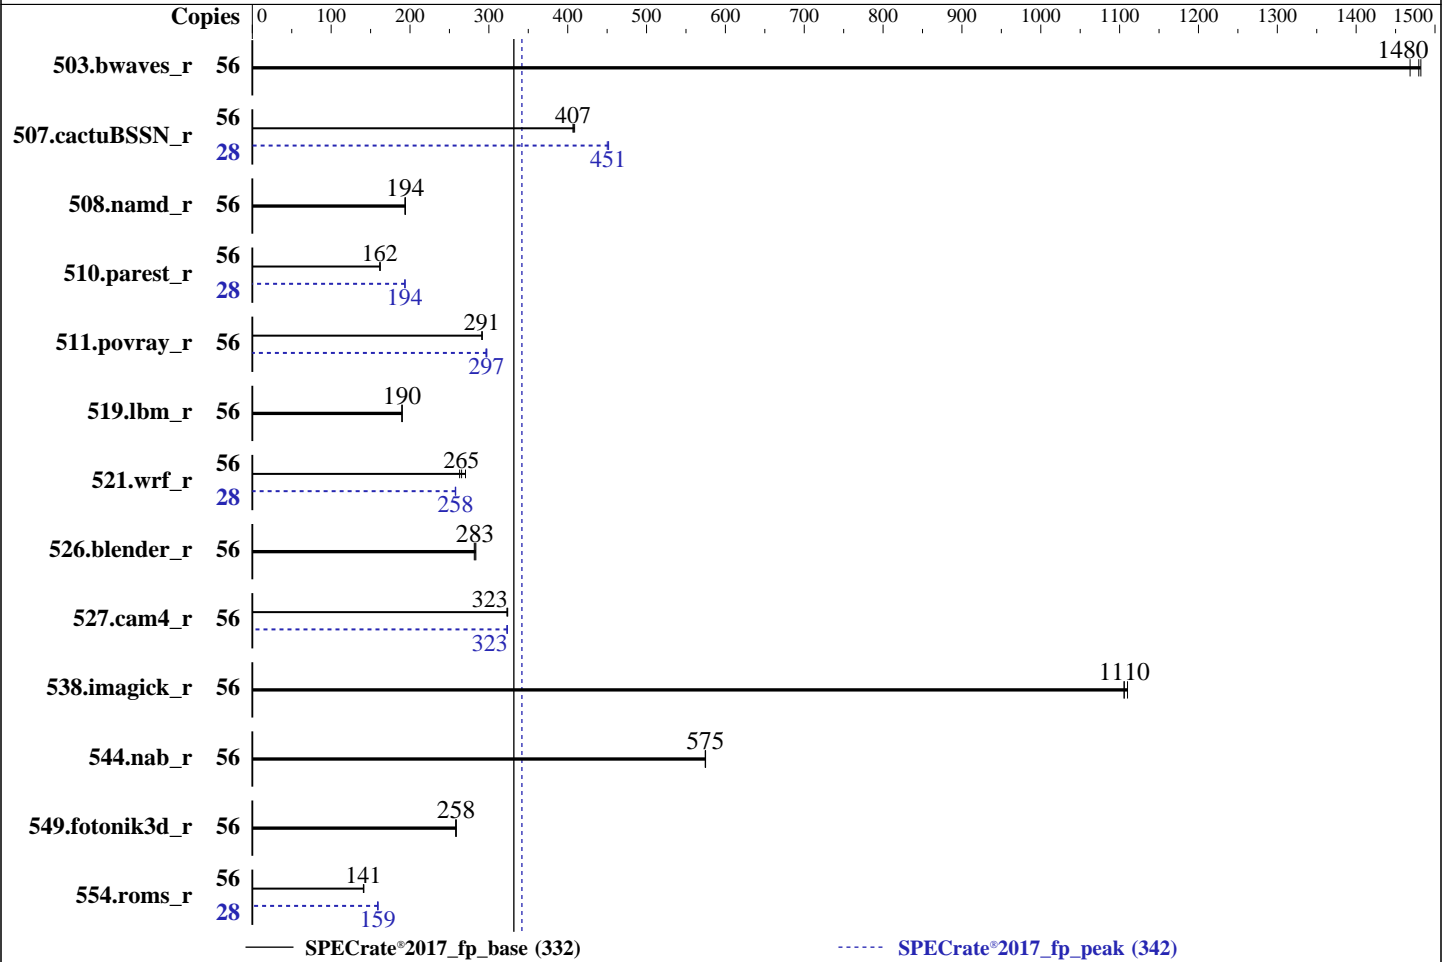 Copies 0 100 200 300 400 500 600 700 800 900 1000 1100 1200 1300 1400 1500
503.bwaves_r 56 1480
507.cactuBSSN_r 56 407
28 451
508.namd_r 56 194
510.parest_r 56 162
28 194
511.povray_r 56 291
297
519.lbm_r 56 190
521.wrf_r 56 265
28 258
526.blender_r 56 283
527.cam4_r 56 323
323
538.imagick_r 56 1110
544.nab_r 56 575
549.fotonik3d_r 56 258
554.roms_r 56 141
28 159
SPECrate®2017_fp_base (332) SPECrate®2017_fp_peak (342)